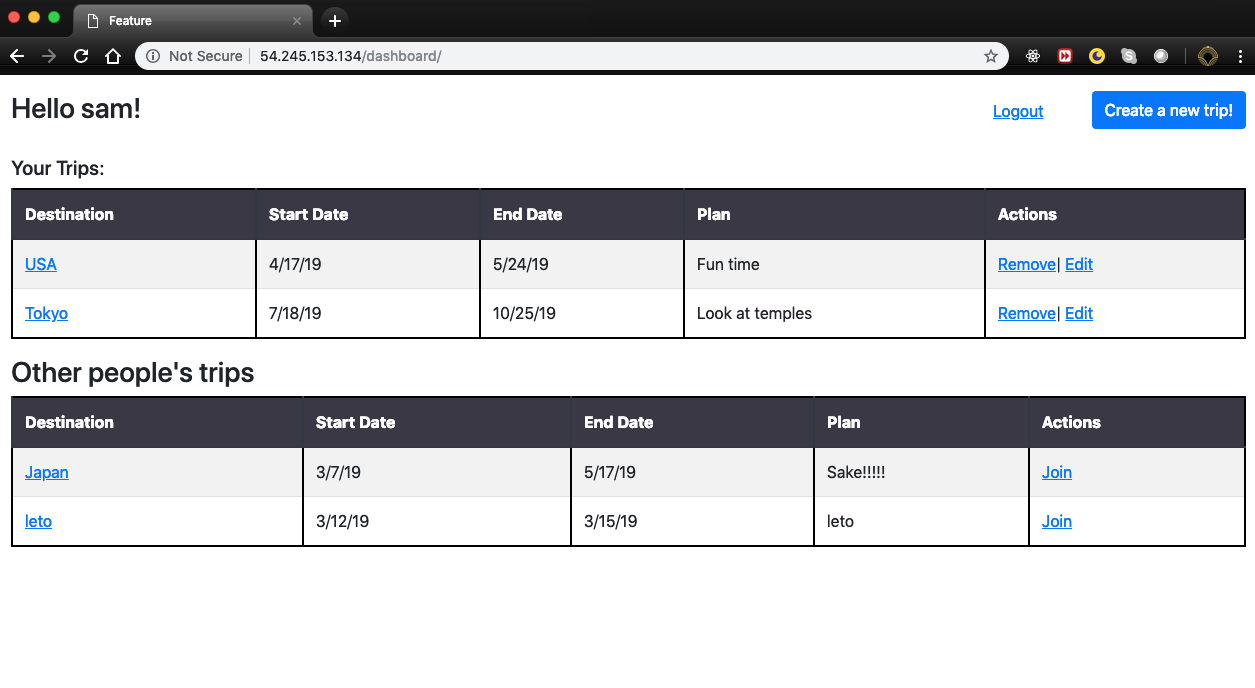 Feature
Not Secure 54.245.153.134/dashboard/
Hello sam! Logout Create a new trip!
Your Trips:
Destination Start Date End Date Plan Actions
USA 4/17/19 5/24/19 Fun time Remove| Edit
Tokyo 7/18/19 10/25/19 Look at temples Remove| Edit
Other people's trips
Destination Start Date End Date Plan Actions
Japan 3/7/19 5/17/19 Sake!!!!! Join
leto 3/12/19 3/15/19 leto Join